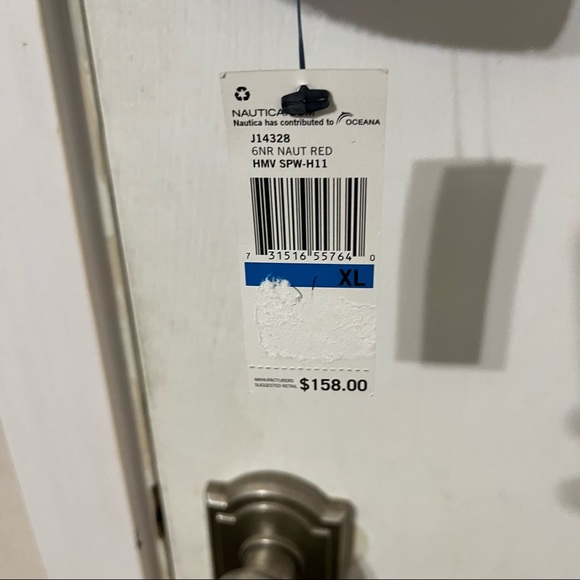 NAUTICA
Nautica has contributed to OCEANA
J14328
6NR NAUT RED
HMV SPW-H11
7 31516 55764 0
XL
MANUFACTURERS
SUGGESTED RETAIL $158.00